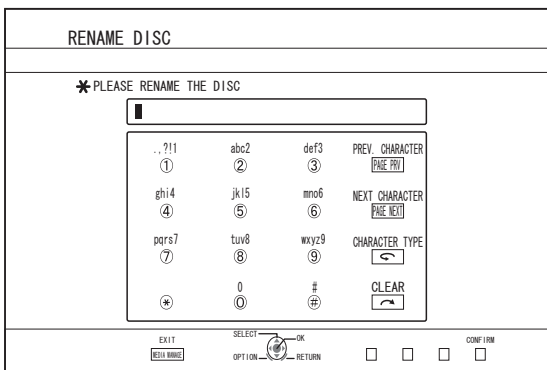 RENAME DISC
✱PLEASE RENAME THE DISC
.,?!1 abc2 def3 PREV. CHARACTER
① ② ③ PAGE PRV
ghi4 jkl5 mno6 NEXT CHARACTER
④ ⑤ ⑥ PAGE NEXT
pqrs7 tuv8 wxyz9 CHARACTER TYPE
⑦ ⑧ ⑨
0 # CLEAR
✱ ⓪ #
EXIT SELECT OK CONFIRM
MEDIA MANAGE OPTION RETURN